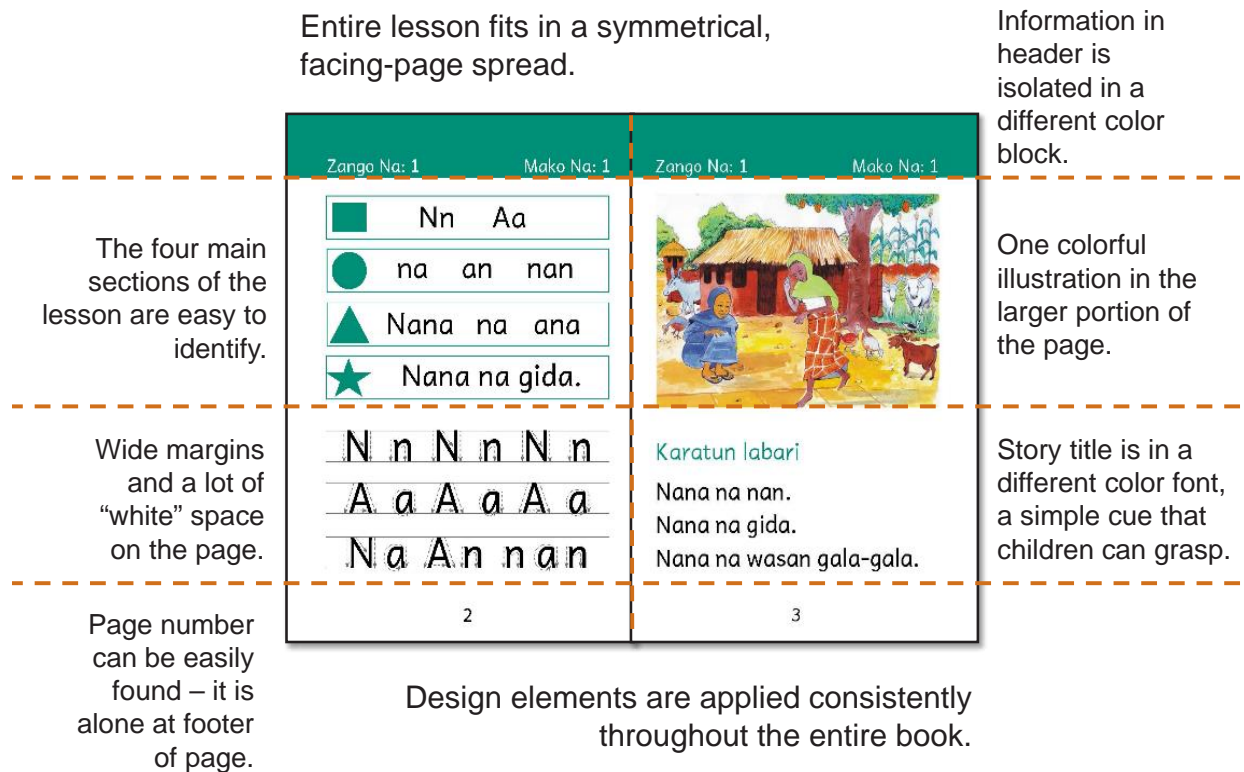 Entire lesson fits in a symmetrical,
facing-page spread.
Information in
header is
isolated in a
different color
block.
The four main
sections of the
lesson are easy to
identify.
Wide margins
and a lot of
“white” space
on the page.
Page number
can be easily
found – it is
alone at footer
of page.
Zango Na: 1 Mako Na: 1
Nn Aa
na an nan
Nana na ana
Nana na gida.
N n N n N n
A a A a A a
Na An nan
2
Zango Na: 1 Mako Na: 1
Karatun labari
Nana na nan.
Nana na gida.
Nana na wasan gala-gala.
3
One colorful
illustration in the
larger portion of
the page.
Story title is in a
different color font,
a simple cue that
children can grasp.
Design elements are applied consistently
throughout the entire book.